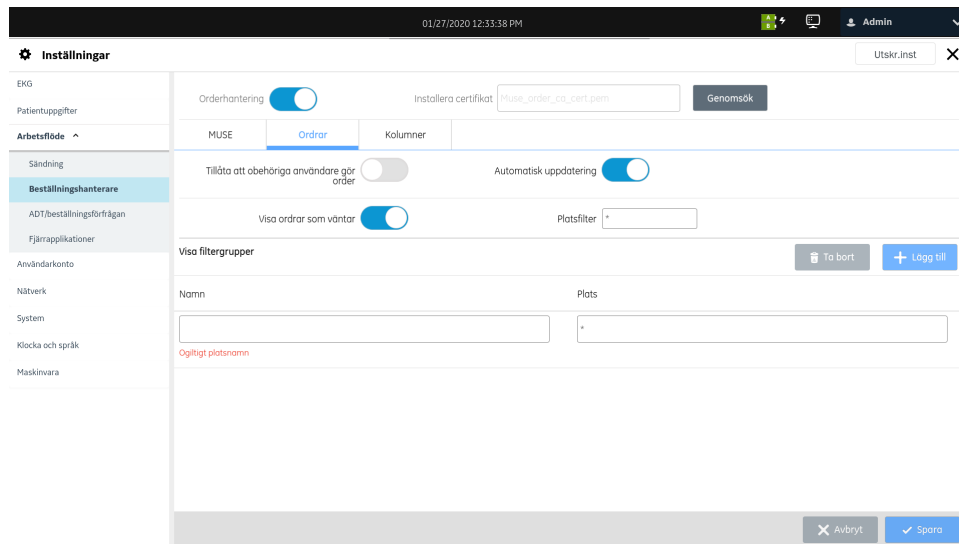 01/27/2020 12:33:38 PM
A
B
Admin
Inställningar
Utskr.inst
EKG
Patientuppgifter
Arbetsflöde
Sändning
Beställningshanterare
ADT/beställningsförfrågan
Fjärrapplikationer
Användarkonto
Nätverk
System
Klocka och språk
Maskinvara
Orderhantering
Installera certifikat
Muse_order_ca_cert.pem
Genomsök
MUSE
Ordrar
Kolumner
Tillåta att obehöriga användare gör
order
Automatisk uppdatering
Visa ordrar som väntar
Platsfilter
*
Visa filtergrupper
Ta bort
Lägg till
Namn
Plats
*
Ogiltigt platsnamn
Avbryt
Spara